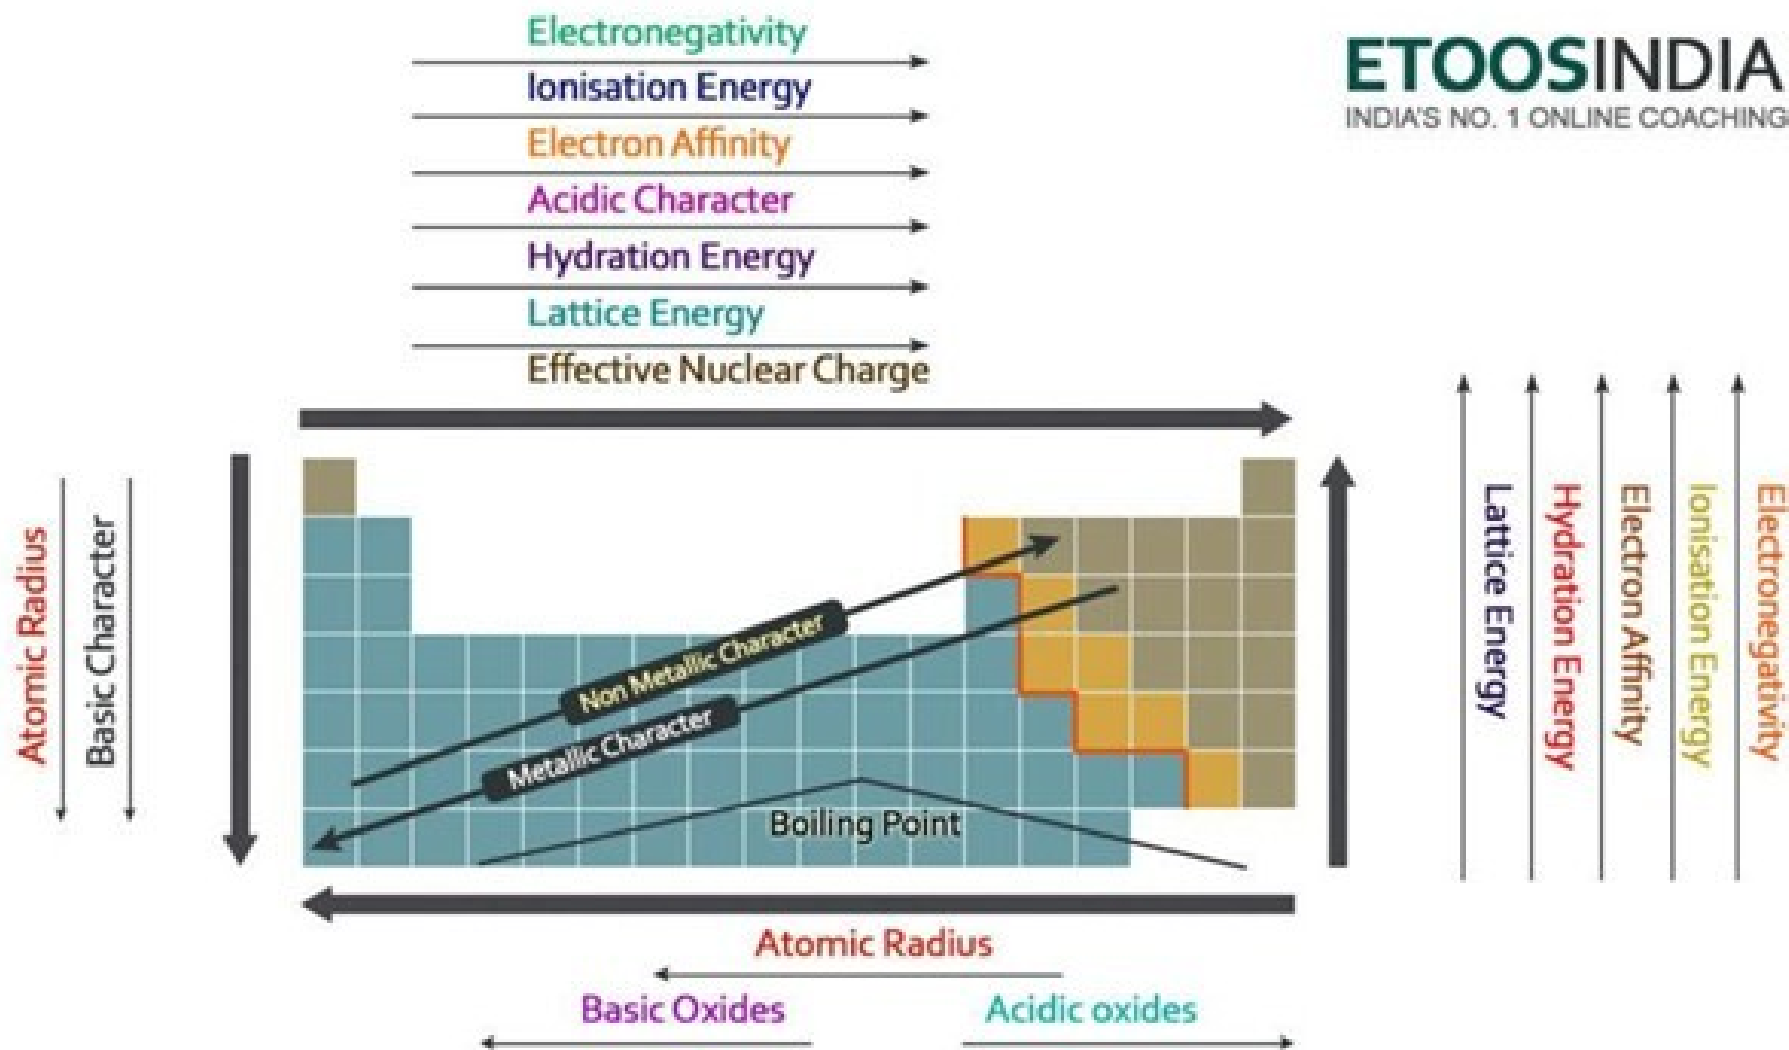 Electronegativity
Ionisation Energy
Electron Affinity
Acidic Character
Hydration Energy
Lattice Energy
Effective Nuclear Charge
ETOOSINDIA
INDIA'S NO. 1 ONLINE COACHING
Atomic Radius
Basic Character
Non Metallic Character
Metallic Character
Boiling Point
Lattice Energy
Hydration Energy
Electron Affinity
Ionisation Energy
Electronegativity
Atomic Radius
Basic Oxides
Acidic oxides